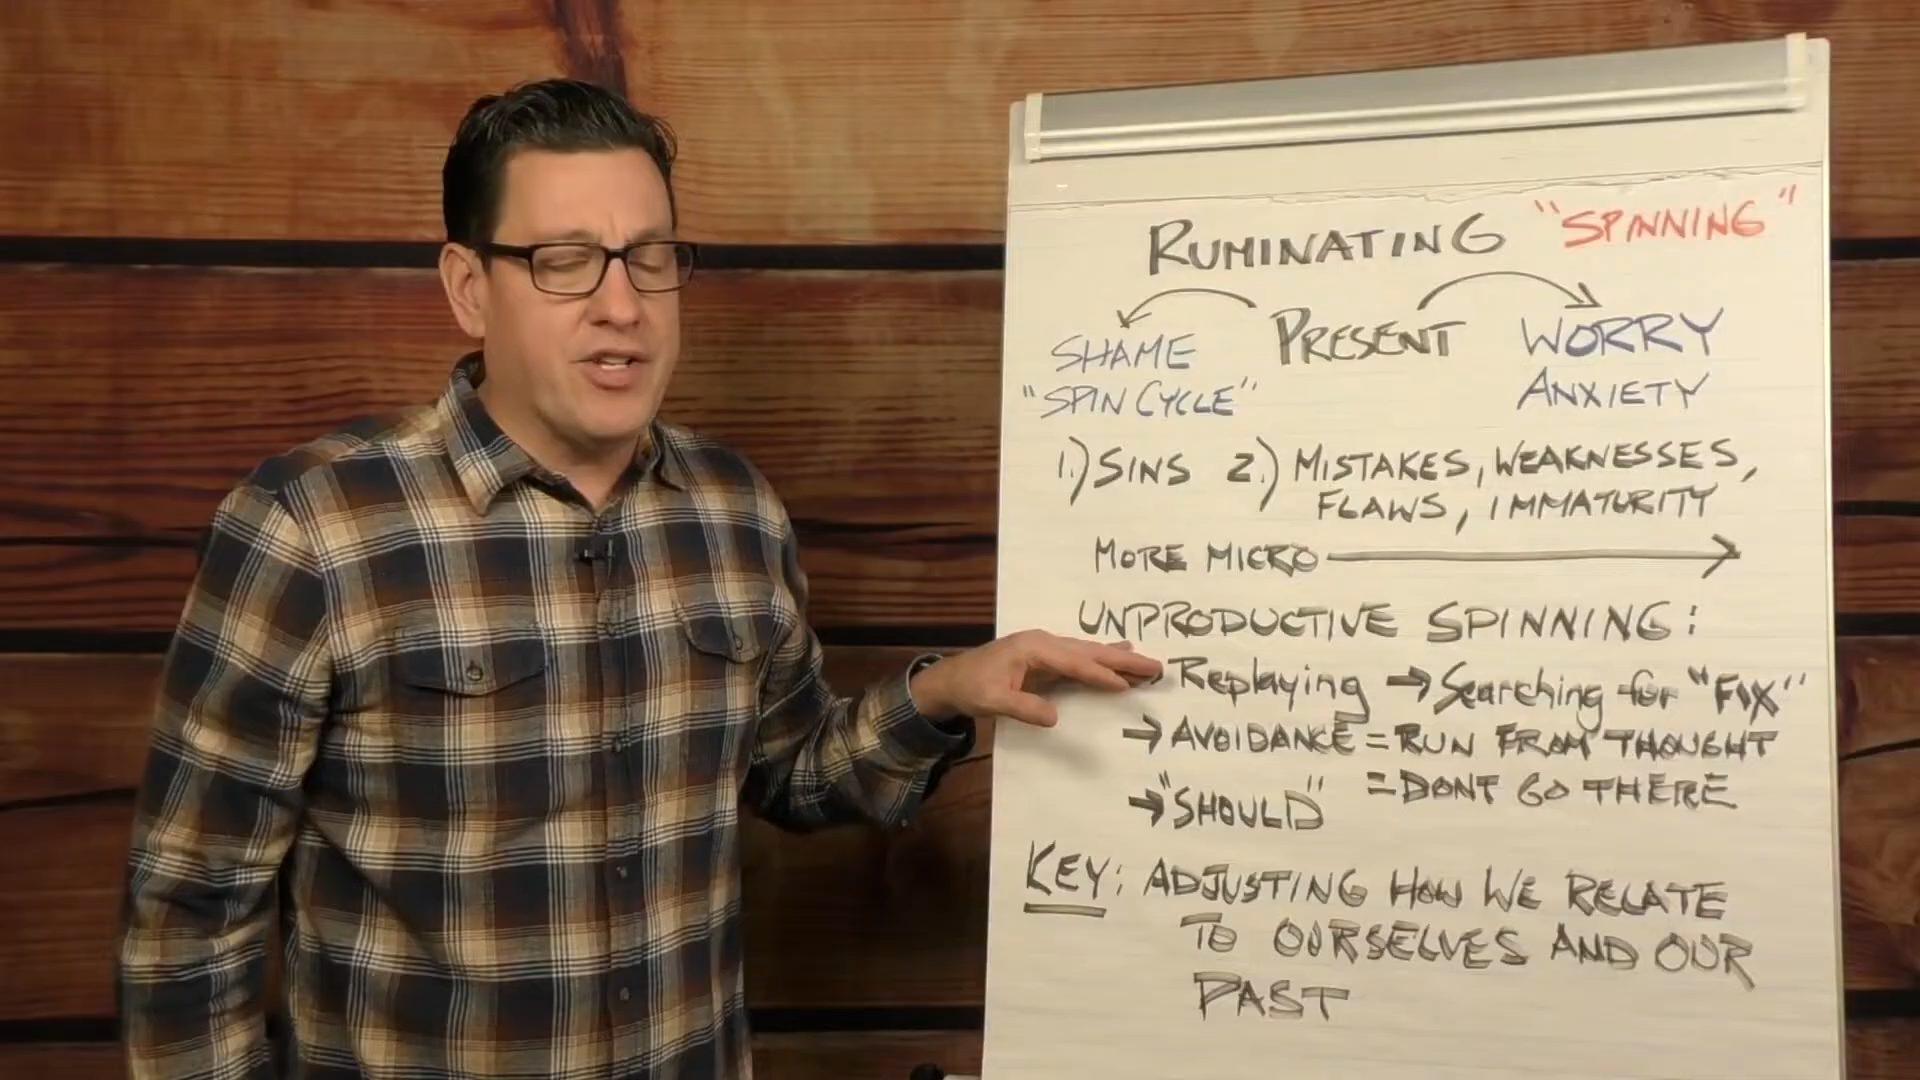 RUMINATING "SPINNING"
SHAME PRESENT WORRY
"SPIN CYCLE" ANXIETY
1.) SINS 2.) MISTAKES, WEAKNESSES,
FLAWS, IMMATURITY
MORE MICRO →
UNPRODUCTIVE SPINNING:
Replaying → Searching for "FIX"
→ AVOIDANCE = RUN FROM THOUGHT
= DONT GO THERE
→ "SHOULD"
KEY: ADJUSTING HOW WE RELATE
TO OURSELVES AND OUR
PAST